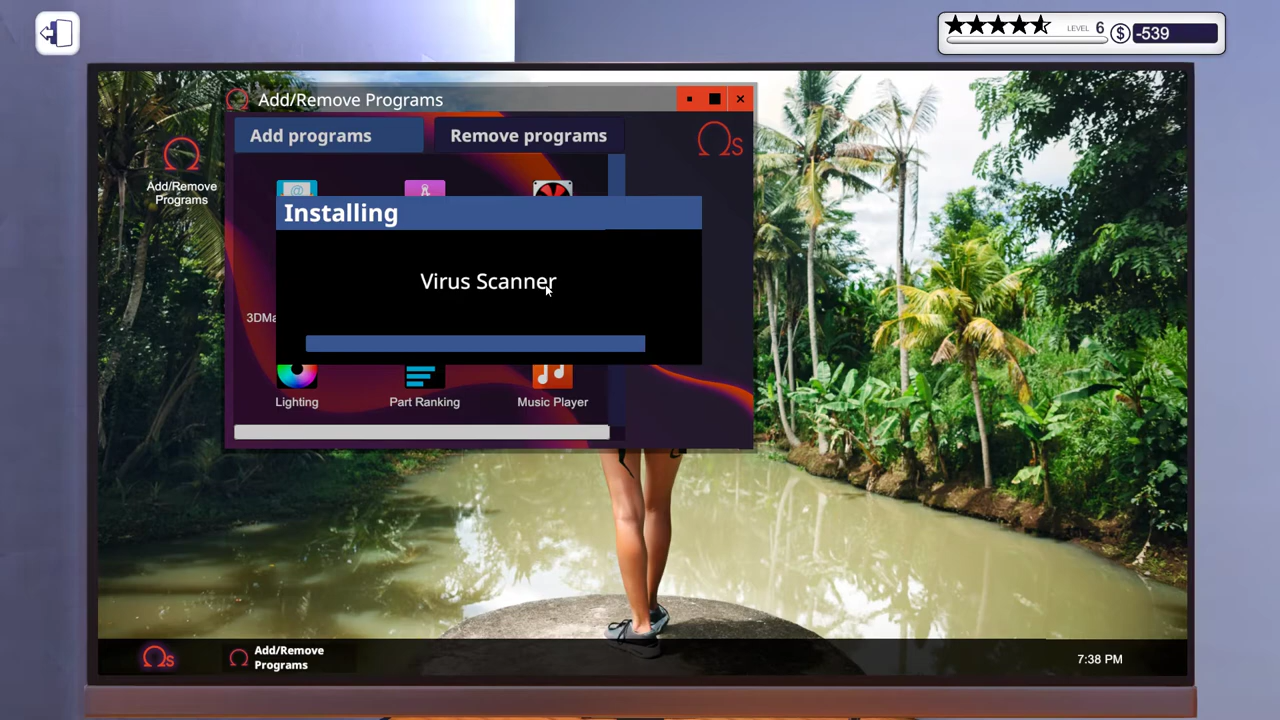 LEVEL 6
$ -539
Add/Remove Programs
Add programs
Remove programs
Add/Remove
Programs
Installing
Virus Scanner
3DMa
Lighting
Part Ranking
Music Player
Add/Remove
Programs
7:38 PM